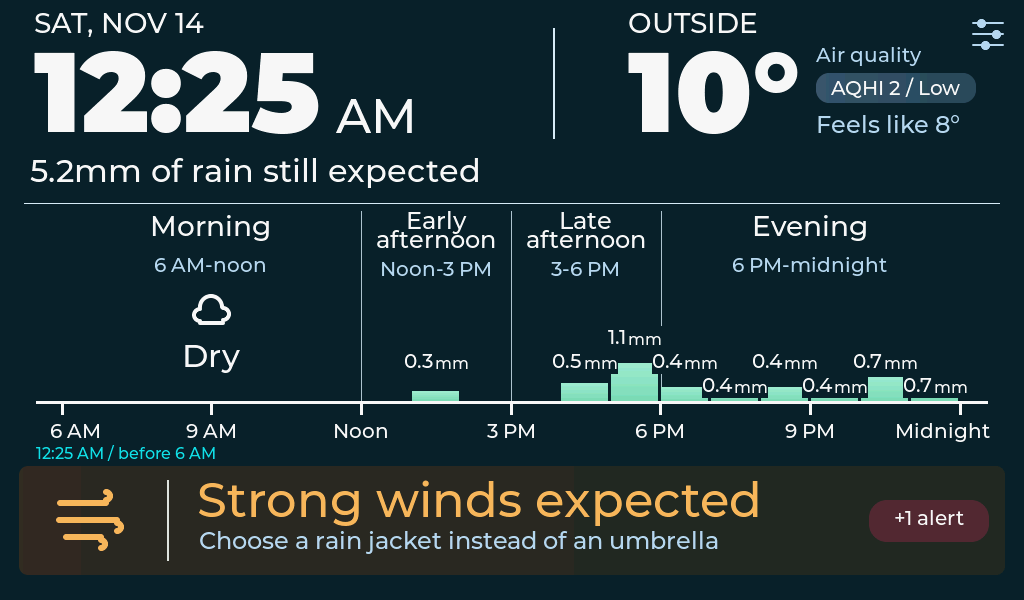 SAT, NOV 14
12:25 AM
OUTSIDE
10°
Air quality
AQHI 2 / Low
Feels like 8°
5.2mm of rain still expected
Morning
6 AM-noon
Early
afternoon
Noon-3 PM
Late
afternoon
3-6 PM
Evening
6 PM-midnight
Dry
0.3mm
0.5mm
1.1mm
0.4mm
0.4mm
0.4mm
0.4mm
0.7mm
0.7mm
6 AM
9 AM
Noon
3 PM
6 PM
9 PM
Midnight
12:25 AM / before 6 AM
Strong winds expected
Choose a rain jacket instead of an umbrella
+1 alert